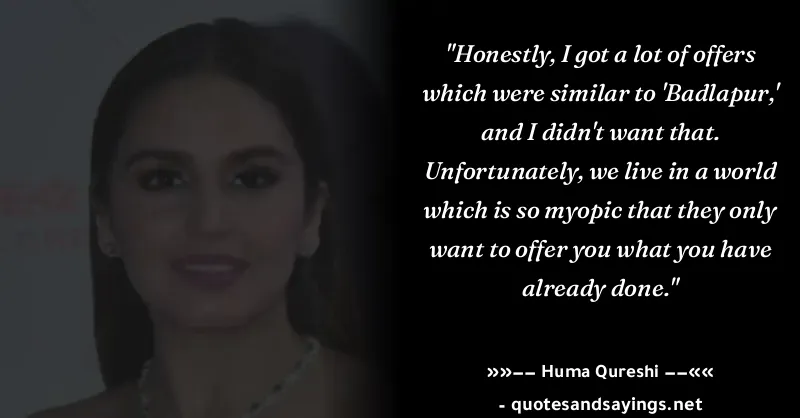 "Honestly, I got a lot of offers
which were similar to 'Badlapur,'
and I didn't want that.
Unfortunately, we live in a world
which is so myopic that they only
want to offer you what you have
already done."
»»−− Huma Qureshi −−««
- quotesandsayings.net